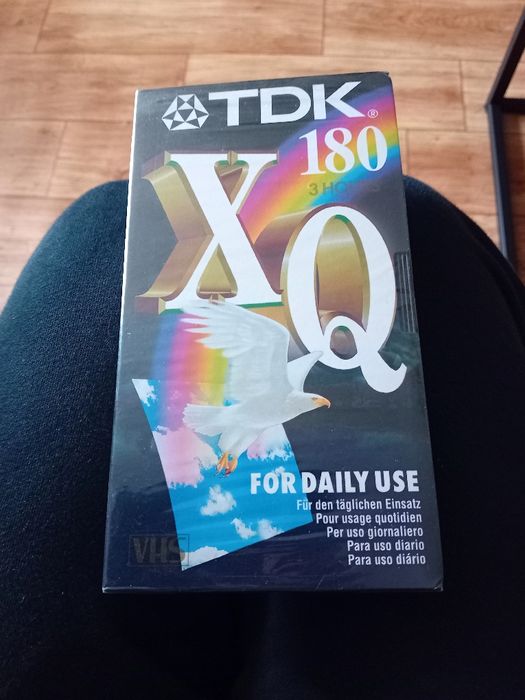 TDK®
180
3 HOURS
XQ
FOR DAILY USE
Für den täglichen Einsatz
Pour usage quotidien
Per uso giornaliero
Para uso diario
Para uso diário
VHS